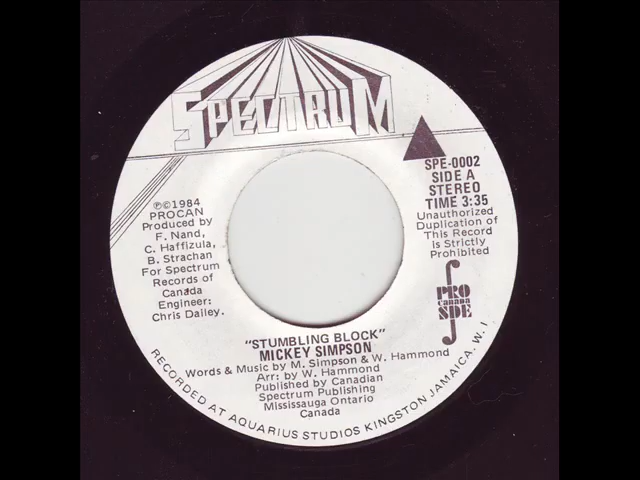 SPECTRUM
℗©1984
PROCAN
Produced by
F. Nand,
C. Haffizula,
B. Strachan
For Spectrum
Records of
Canada
Engineer:
Chris Dalley.
SPE-0002
SIDE A
STEREO
TIME 3:35
Unauthorized
Duplication of
This Record
is Strictly
Prohibited
PRO
Canada
SDE
"STUMBLING BLOCK"
MICKEY SIMPSON
Words & Music by M. Simpson & W. Hammond
Arr: by W. Hammond
Published by Canadian
Spectrum Publishing
Mississauga Ontario
Canada
RECORDED AT AQUARIUS STUDIOS KINGSTON JAMAICA. W. I